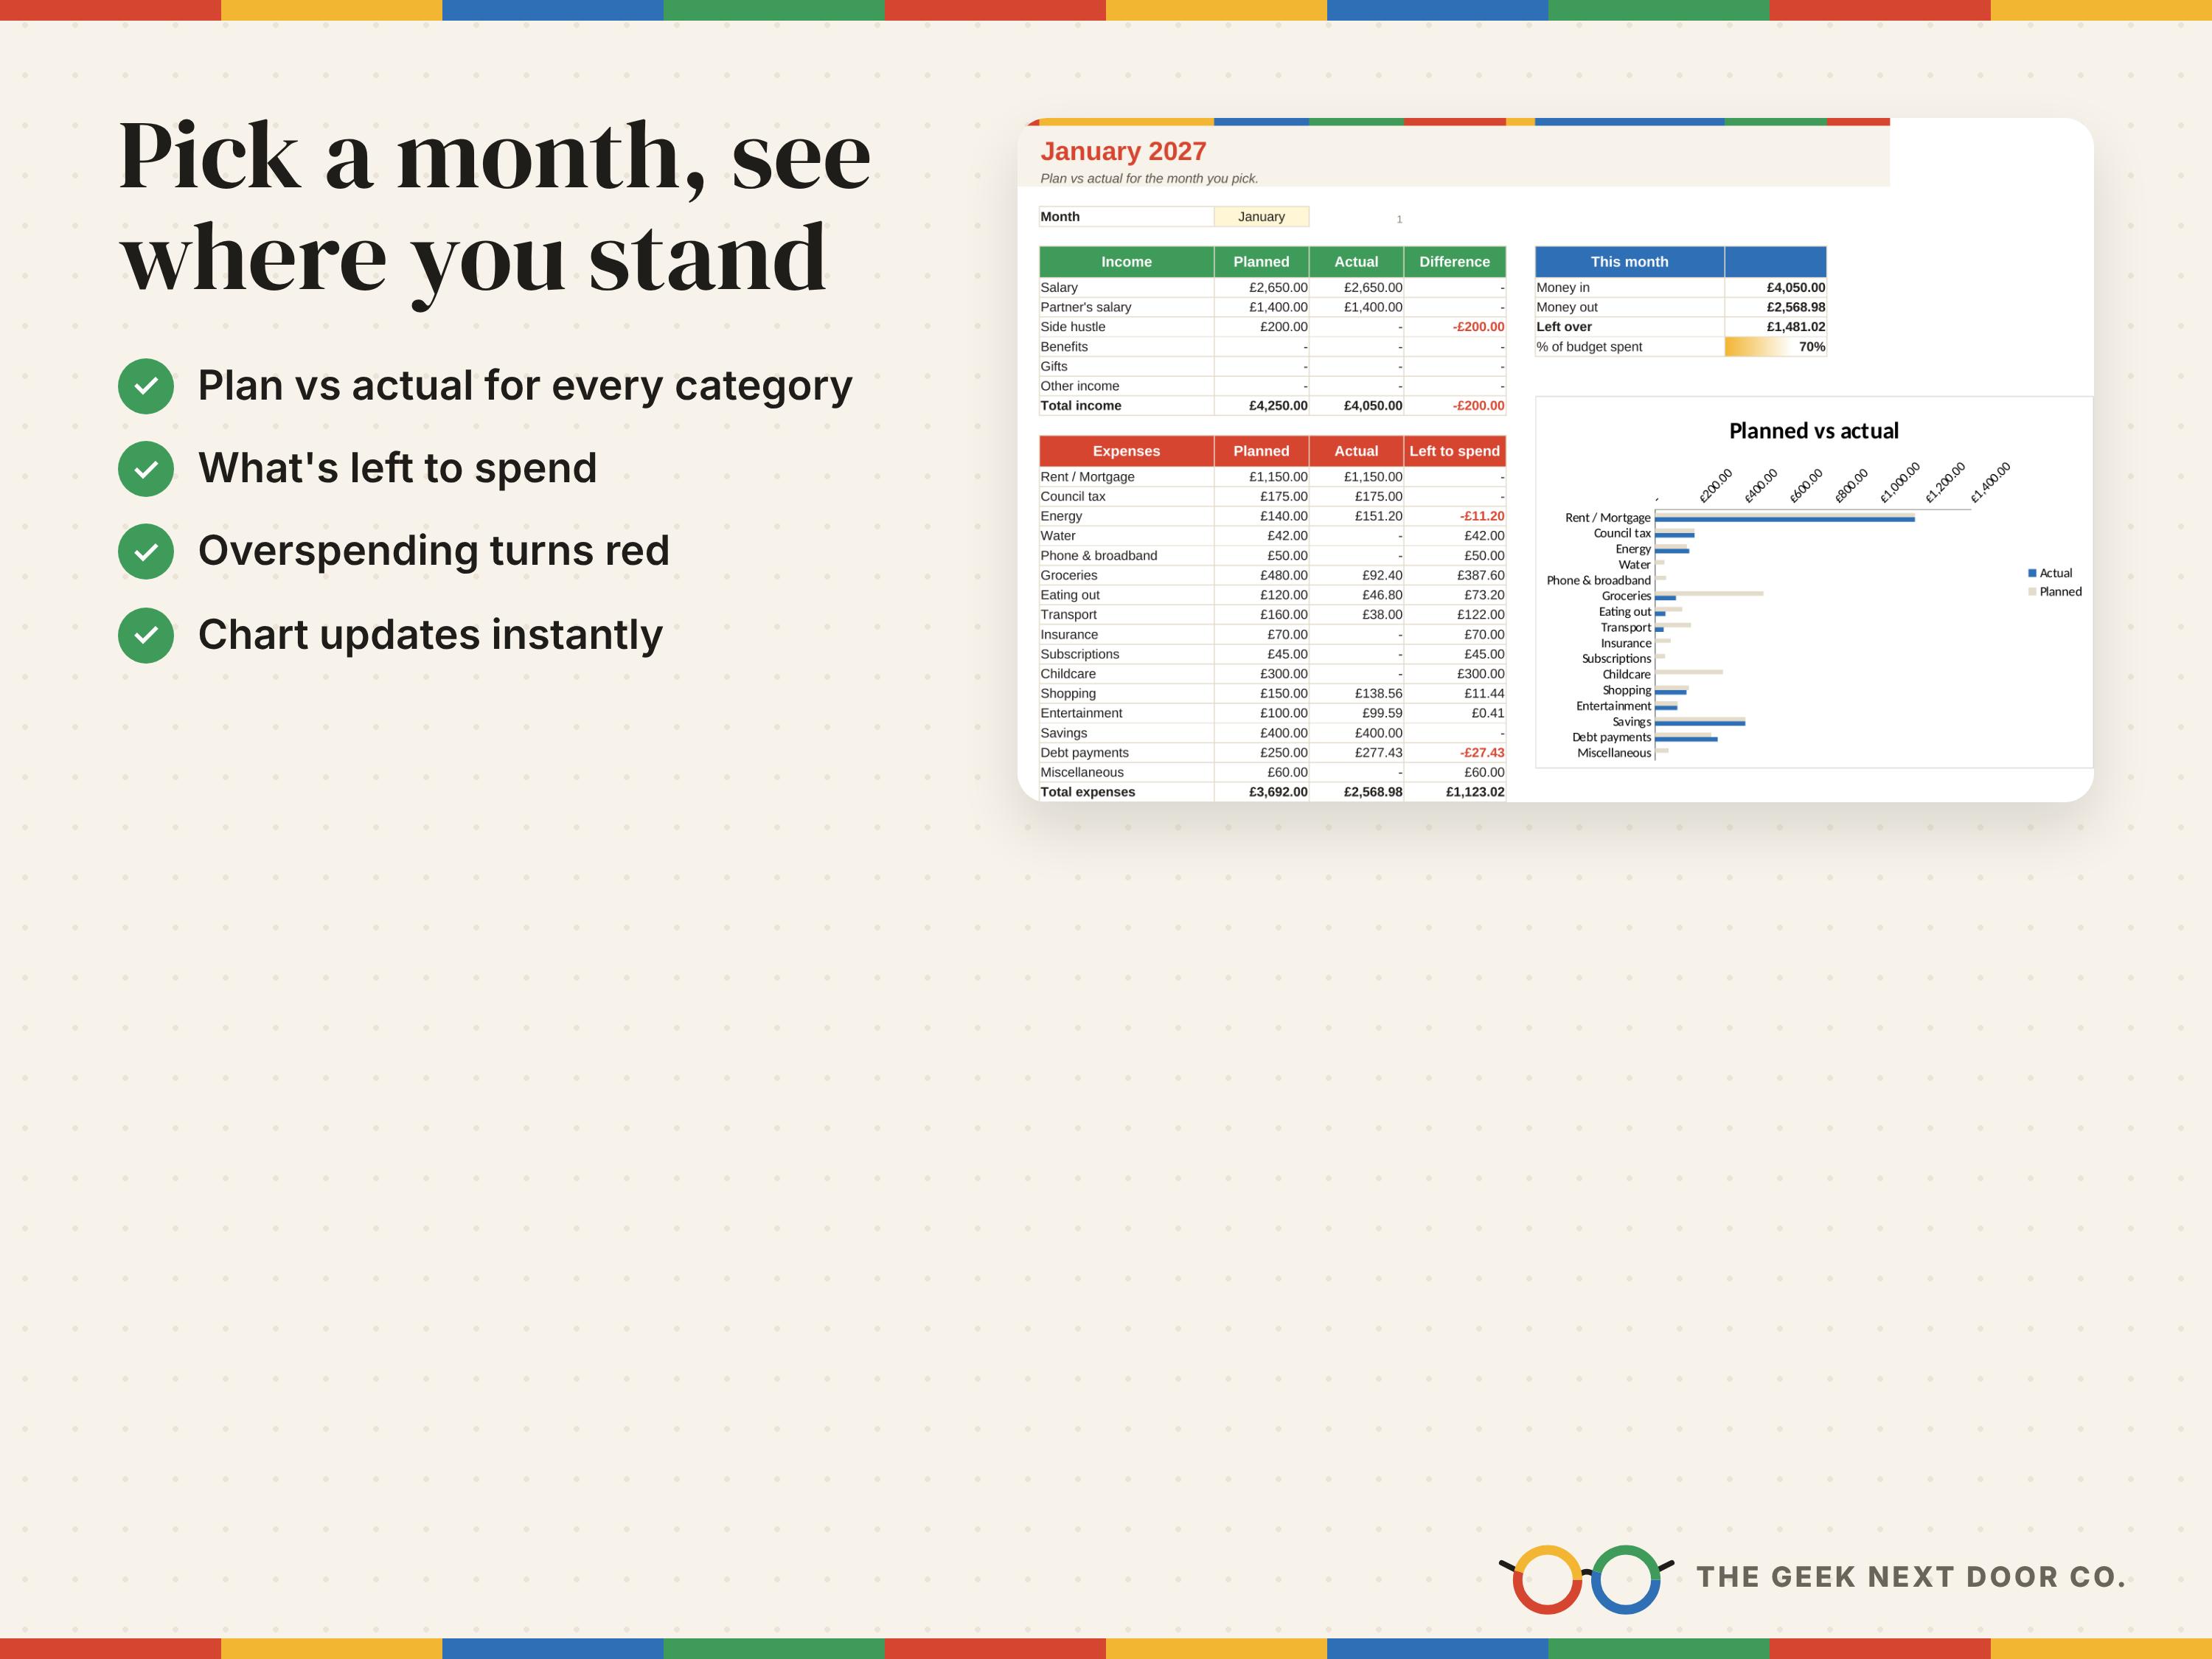 Pick a month, see
where you stand
Plan vs actual for every category
What's left to spend
Overspending turns red
Chart updates instantly
January 2027
Plan vs actual for the month you pick.
Month January 1
Income Planned Actual Difference
Salary £2,650.00 £2,650.00 -
Partner's salary £1,400.00 £1,400.00 -
Side hustle £200.00 - -£200.00
Benefits - - -
Gifts - - -
Other income - - -
Total income £4,250.00 £4,050.00 -£200.00
Expenses Planned Actual Left to spend
Rent / Mortgage £1,150.00 £1,150.00 -
Council tax £175.00 £175.00 -
Energy £140.00 £151.20 -£11.20
Water £42.00 - £42.00
Phone & broadband £50.00 - £50.00
Groceries £480.00 £92.40 £387.60
Eating out £120.00 £46.80 £73.20
Transport £160.00 £38.00 £122.00
Insurance £70.00 - £70.00
Subscriptions £45.00 - £45.00
Childcare £300.00 - £300.00
Shopping £150.00 £138.56 £11.44
Entertainment £100.00 £99.59 £0.41
Savings £400.00 £400.00 -
Debt payments £250.00 £277.43 -£27.43
Miscellaneous £60.00 - £60.00
Total expenses £3,692.00 £2,568.98 £1,123.02
This month
Money in £4,050.00
Money out £2,568.98
Left over £1,481.02
% of budget spent 70%
Planned vs actual
- £200.00 £400.00 £600.00 £800.00 £1,000.00 £1,200.00 £1,400.00
Rent / Mortgage
Council tax
Energy
Water
Phone & broadband
Groceries
Eating out
Transport
Insurance
Subscriptions
Childcare
Shopping
Entertainment
Savings
Debt payments
Miscellaneous
Actual
Planned
THE GEEK NEXT DOOR CO.